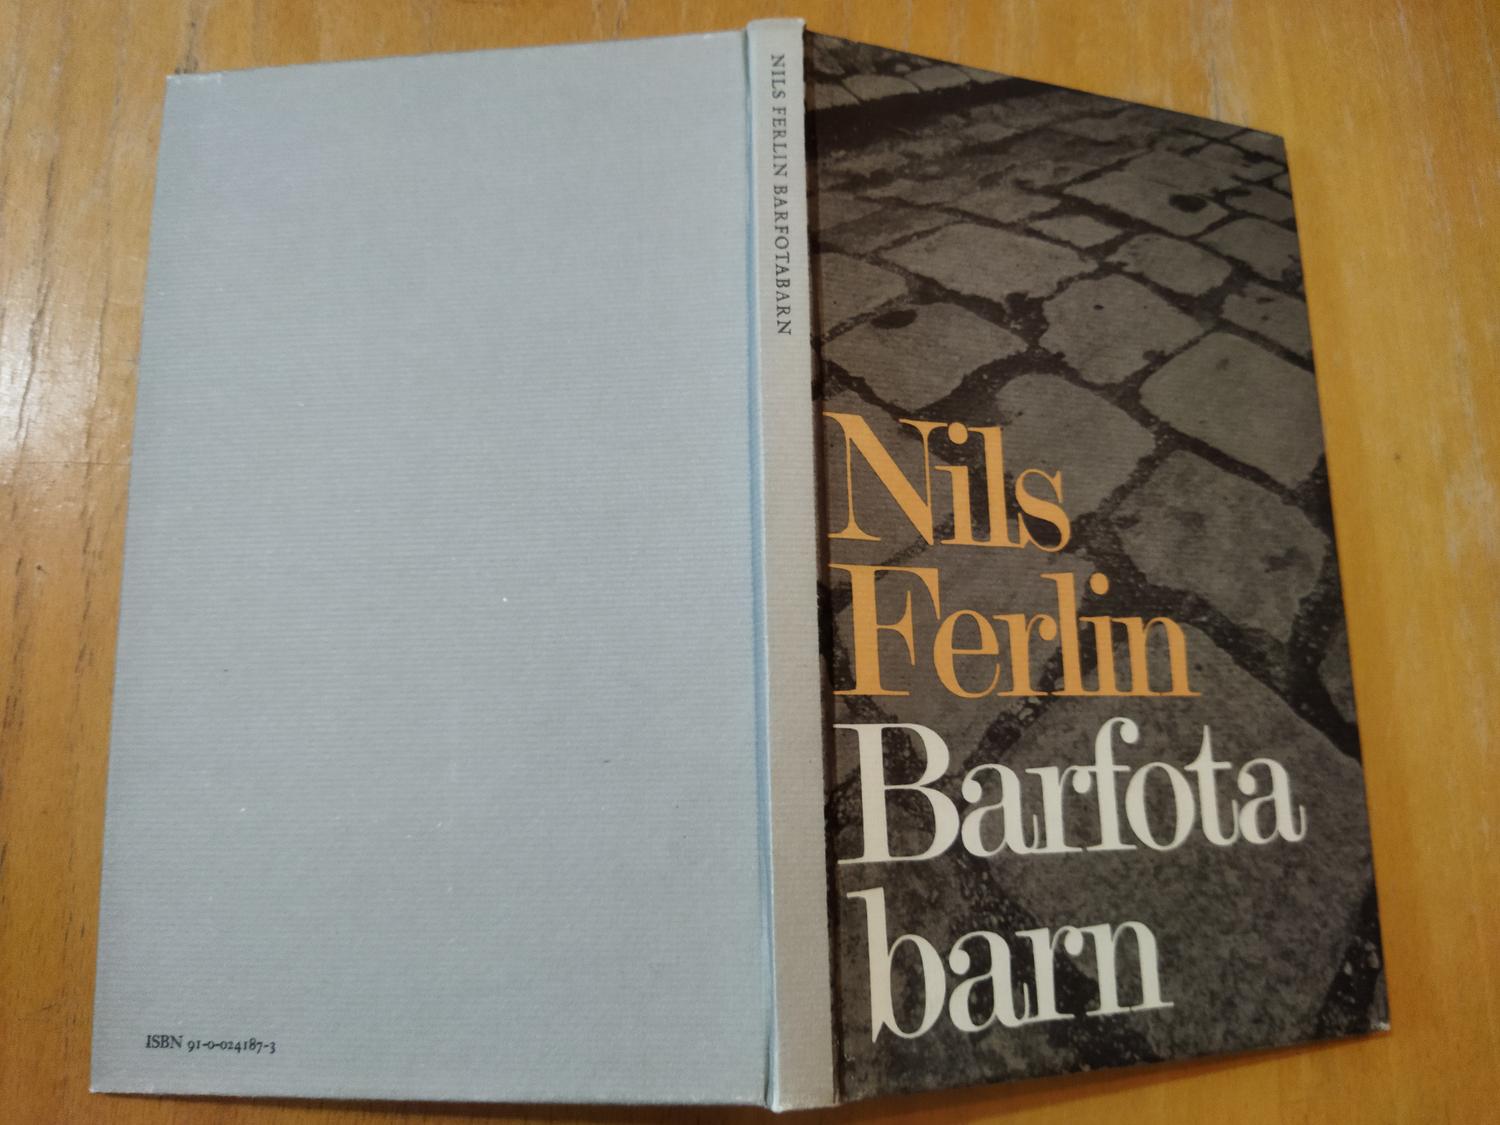 ISBN 91-0-024187-3
NILS FERLIN BARFOTABARN
Nils
Ferlin
Barfota
barn